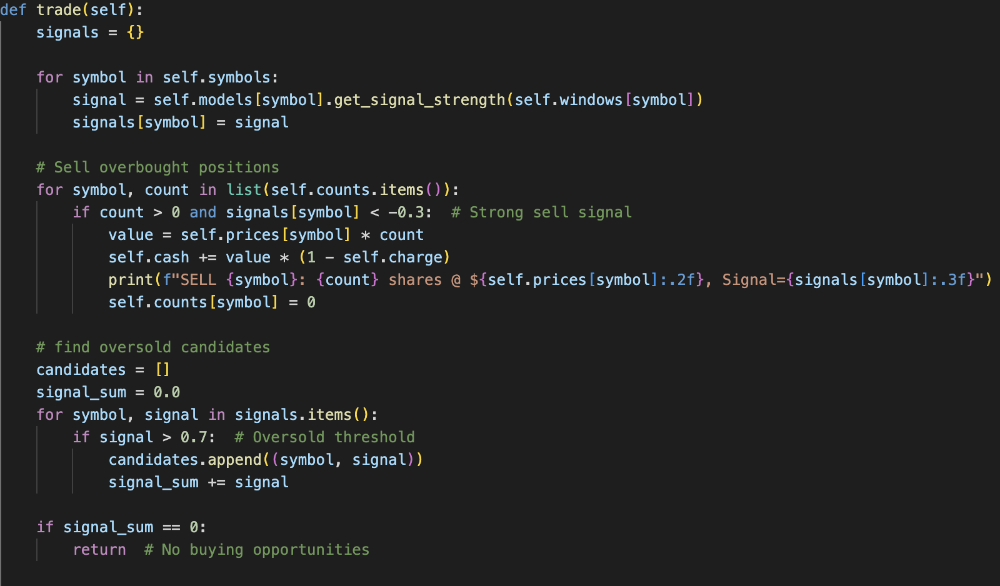 def trade(self):
    signals = {}

    for symbol in self.symbols:
        signal = self.models[symbol].get_signal_strength(self.windows[symbol])
        signals[symbol] = signal

    # Sell overbought positions
    for symbol, count in list(self.counts.items()):
        if count > 0 and signals[symbol] < -0.3:  # Strong sell signal
            value = self.prices[symbol] * count
            self.cash += value * (1 - self.charge)
            print(f"SELL {symbol}: {count} shares @ ${self.prices[symbol]:.2f}, Signal={signals[symbol]:.3f}")
            self.counts[symbol] = 0

    # find oversold candidates
    candidates = []
    signal_sum = 0.0
    for symbol, signal in signals.items():
        if signal > 0.7:  # Oversold threshold
            candidates.append((symbol, signal))
            signal_sum += signal

    if signal_sum == 0:
        return  # No buying opportunities